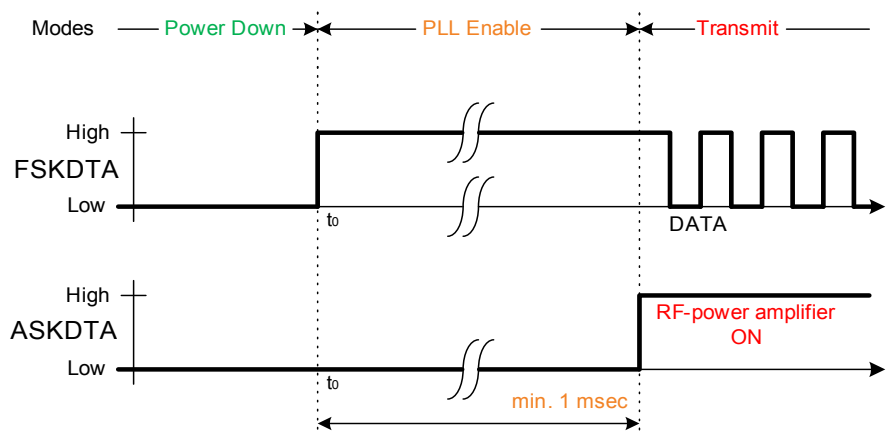 Modes Power Down PLL Enable Transmit
High
FSKDTA
Low
t0
DATA
High
ASKDTA
RF-power amplifier
ON
Low
t0
min. 1 msec